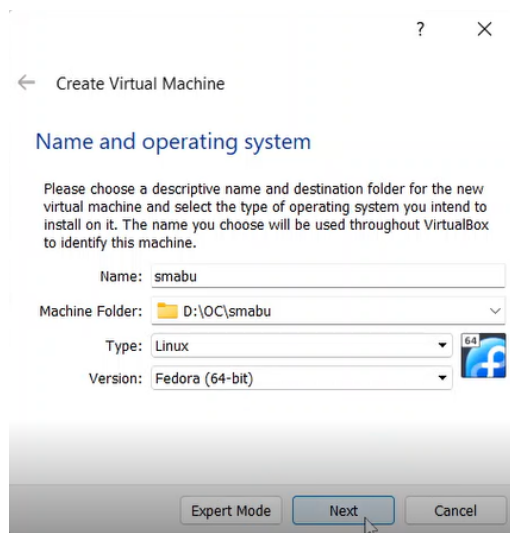 ?
Create Virtual Machine
Name and operating system
Please choose a descriptive name and destination folder for the new
virtual machine and select the type of operating system you intend to
install on it. The name you choose will be used throughout VirtualBox
to identify this machine.
Name: smabu
Machine Folder: D:\OC\smabu
Type: Linux 64
Version: Fedora (64-bit)
Expert Mode Next Cancel